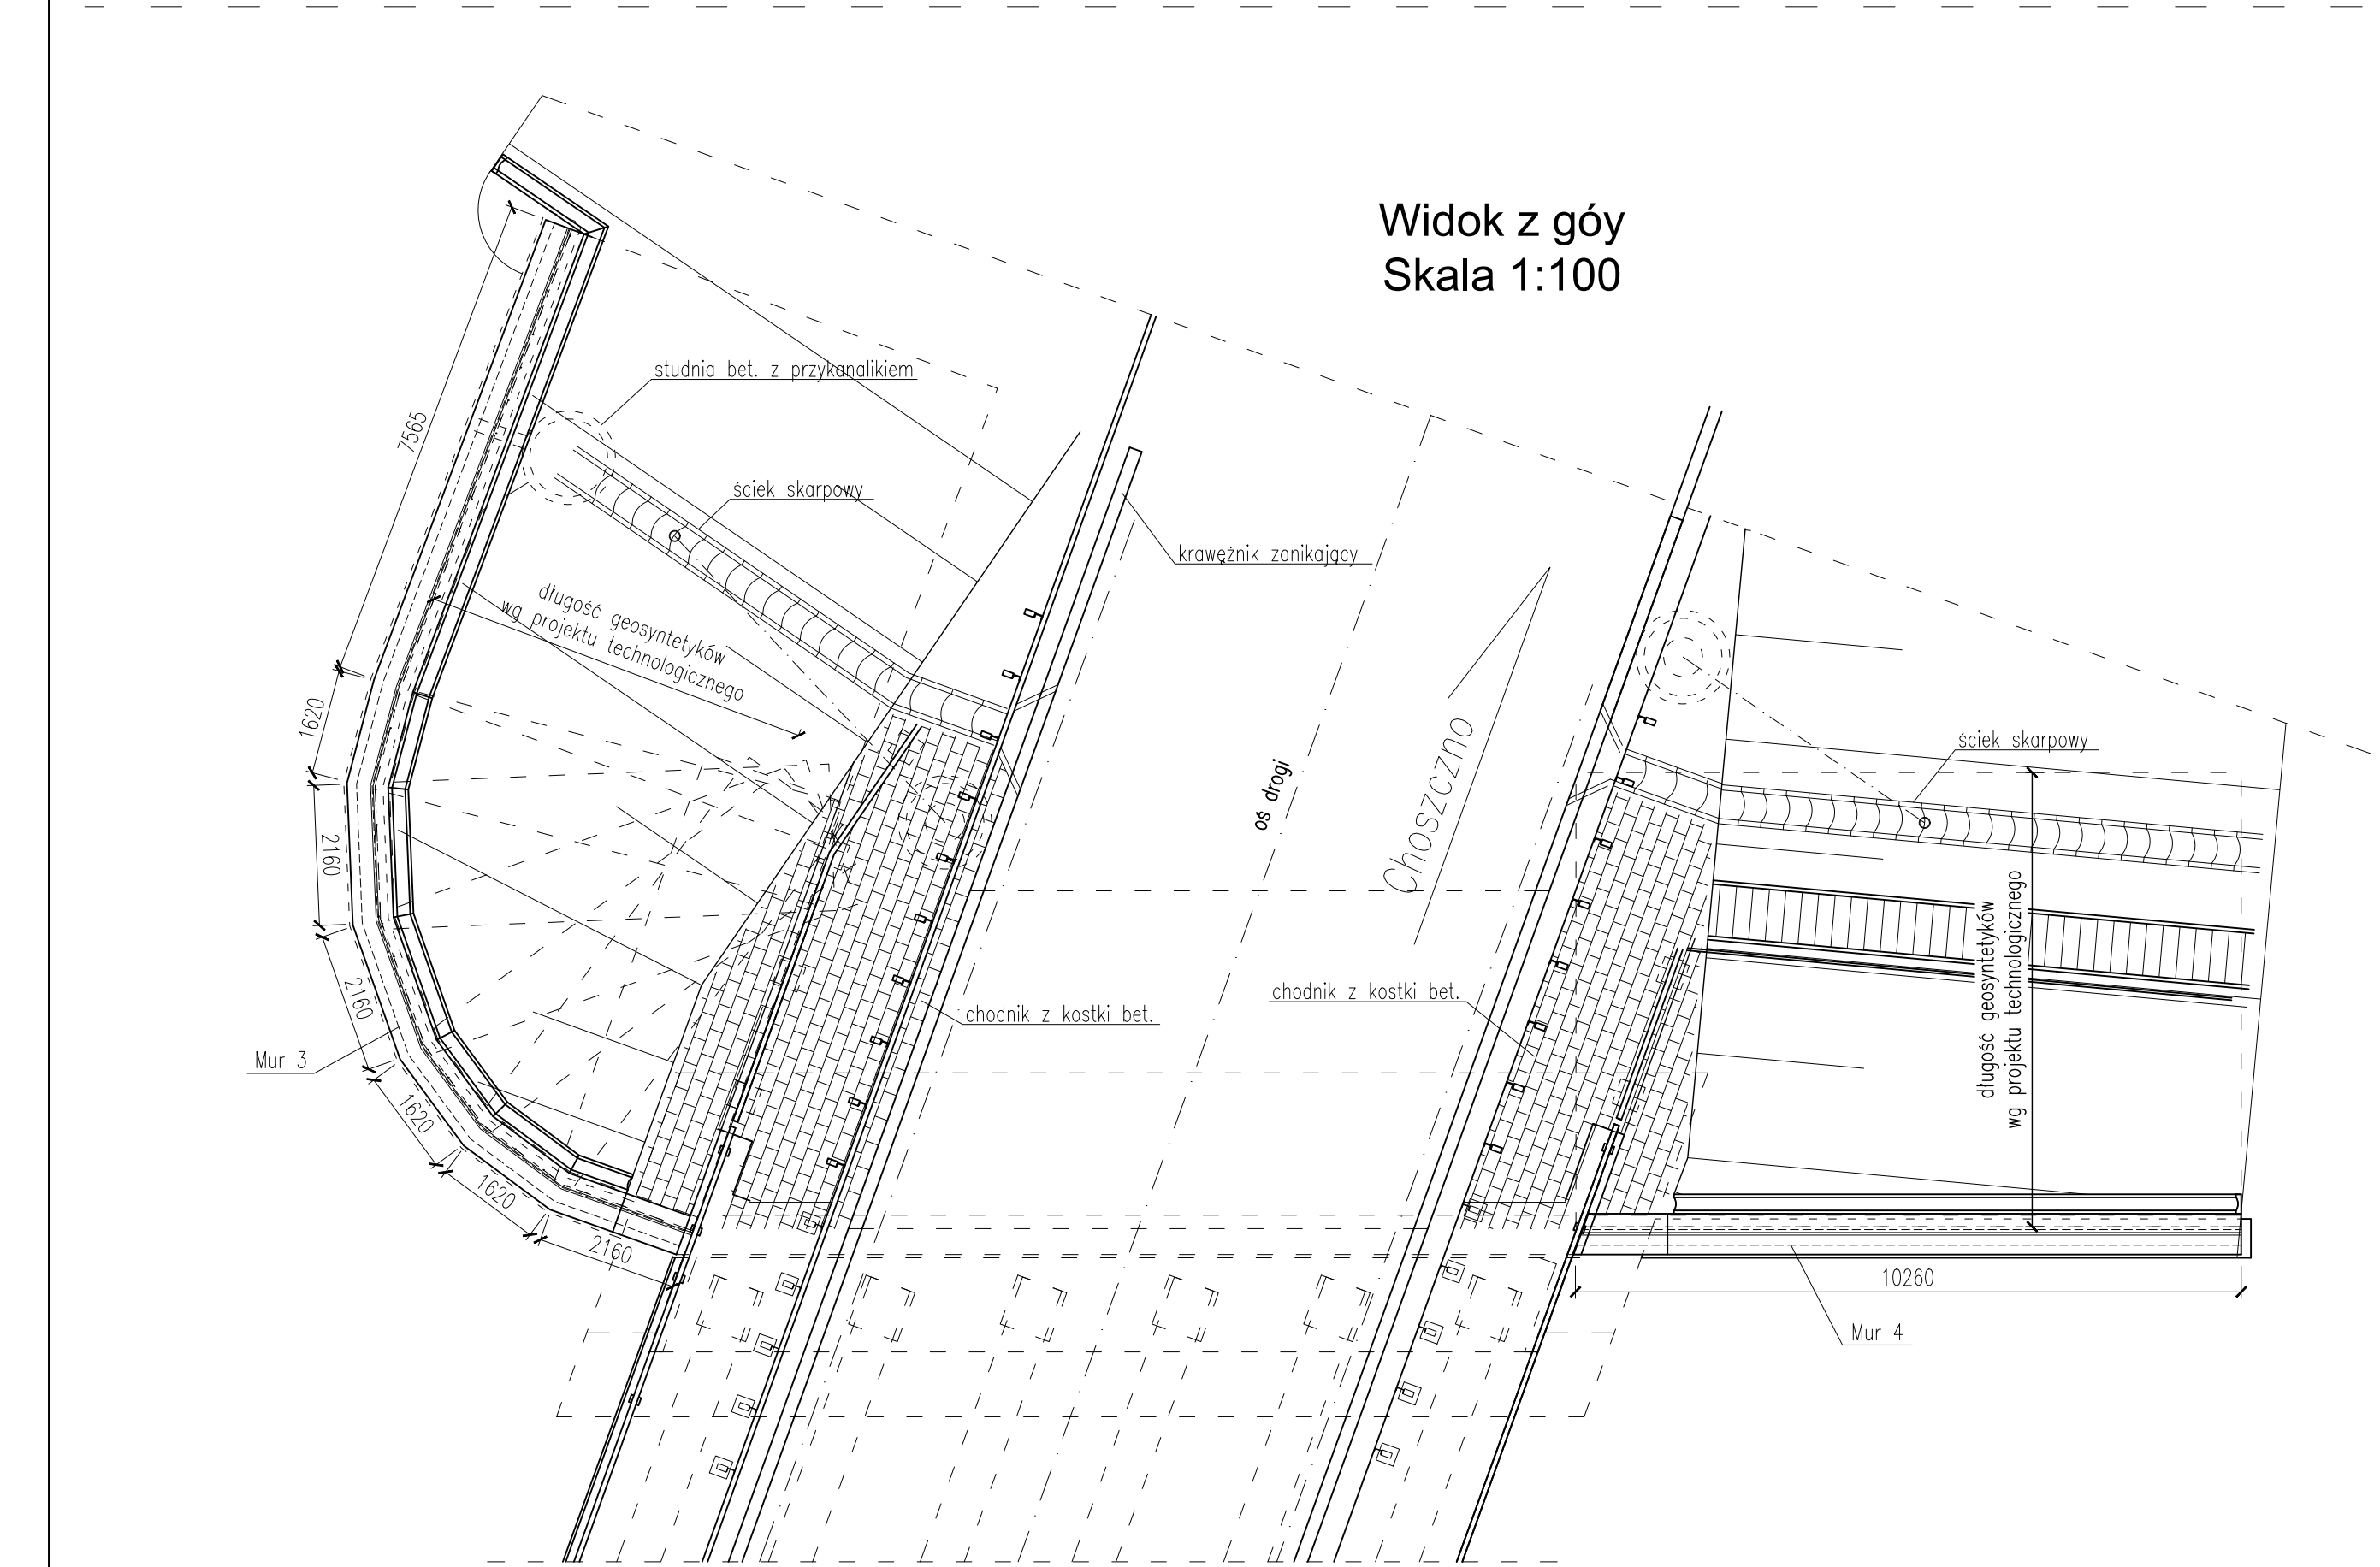 Widok z góy
Skala 1:100
studnia bet. z przykanalikiem
7565
ściek skarpowy
krawężnik zanikający
długość geosyntetyków
wg projektu technologicznego
1620
Choszczno
oś drogi
ściek skarpowy
2160
długość geosyntetyków
wg projektu technologicznego
2160
chodnik z kostki bet.
chodnik z kostki bet.
Mur 3
1620
1620
2160
10260
Mur 4